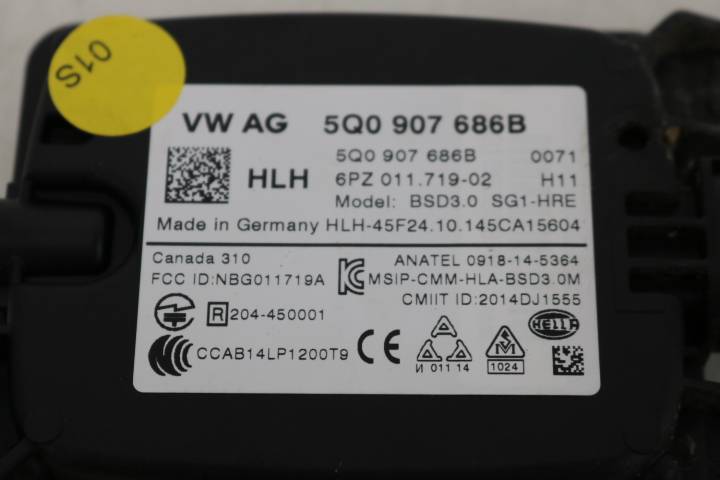 01S
VW AG 5Q0 907 686B
HLH
5Q0 907 686B 0071
6PZ 011.719-02 H11
Model: BSD3.0 SG1-HRE
Made in Germany HLH-45F24.10.145CA15604
Canada 310
FCC ID:NBG011719A
ANATEL 0918-14-5364
MSIP-CMM-HLA-BSD3.0M
CMIIT ID:2014DJ1555
R 204-450001
HELLA
CCAB14LP1200T9 CE
И 011 14
1024